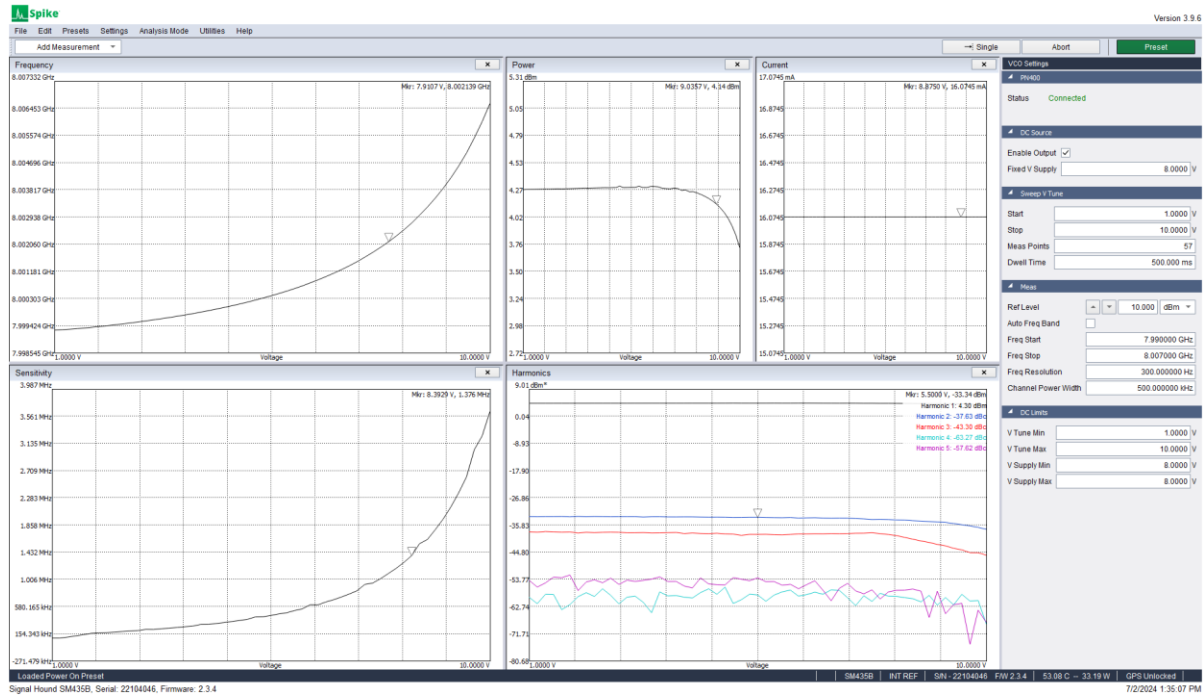 Spike
Version 3.9.6
File Edit Presets Settings Analysis Mode Utilities Help
Add Measurement
Single Abort Preset
Frequency
8.007332 GHz
Mkr: 7.9107 V, 8.002139 GHz
8.006453 GHz
8.005574 GHz
8.004696 GHz
8.003817 GHz
8.002938 GHz
8.002060 GHz
8.001181 GHz
8.000303 GHz
7.999424 GHz
7.998545 GHz
1.0000 V Voltage 10.0000 V
Power
5.31 dBm
Mkr: 9.0357 V, 4.14 dBm
5.05
4.79
4.53
4.27
4.02
3.76
3.50
3.24
2.98
2.72
1.0000 V Voltage 10.0000 V
Current
17.0745 mA
Mkr: 8.8750 V, 16.0745 mA
16.8745
16.6745
16.4745
16.2745
16.0745
15.8745
15.6745
15.4745
15.2745
15.0745
1.0000 V Voltage 10.0000 V
Sensitivity
3.987 MHz
Mkr: 8.3929 V, 1.376 MHz
3.561 MHz
3.135 MHz
2.709 MHz
2.283 MHz
1.858 MHz
1.432 MHz
1.006 MHz
580.165 kHz
154.343 kHz
-271.479 kHz
1.0000 V Voltage 10.0000 V
Harmonics
9.01 dBm*
Mkr: 5.5000 V, -33.34 dBm
Harmonic 1: 4.30 dBm
Harmonic 2: -37.63 dBc
Harmonic 3: -43.30 dBc
Harmonic 4: -63.27 dBc
Harmonic 5: -57.62 dBc
0.04
-8.93
-17.90
-26.86
-35.83
-44.80
-53.77
-62.74
-71.71
-80.68
1.0000 V Voltage 10.0000 V
VCO Settings
PN400
Status Connected
DC Source
Enable Output
Fixed V Supply 8.0000 V
Sweep V Tune
Start 1.0000 V
Stop 10.0000 V
Meas Points 57
Dwell Time 500.000 ms
Meas
Ref Level 10.000 dBm
Auto Freq Band
Freq Start 7.990000 GHz
Freq Stop 8.007000 GHz
Freq Resolution 300.000000 Hz
Channel Power Width 500.000000 kHz
DC Limits
V Tune Min 1.0000 V
V Tune Max 10.0000 V
V Supply Min 8.0000 V
V Supply Max 8.0000 V
Loaded Power On Preset
SM435B INT REF S/N - 22104046 F/W 2.3.4 53.08 C -- 33.19 W GPS Unlocked
Signal Hound SM435B, Serial: 22104046, Firmware: 2.3.4
7/2/2024 1:35:07 PM